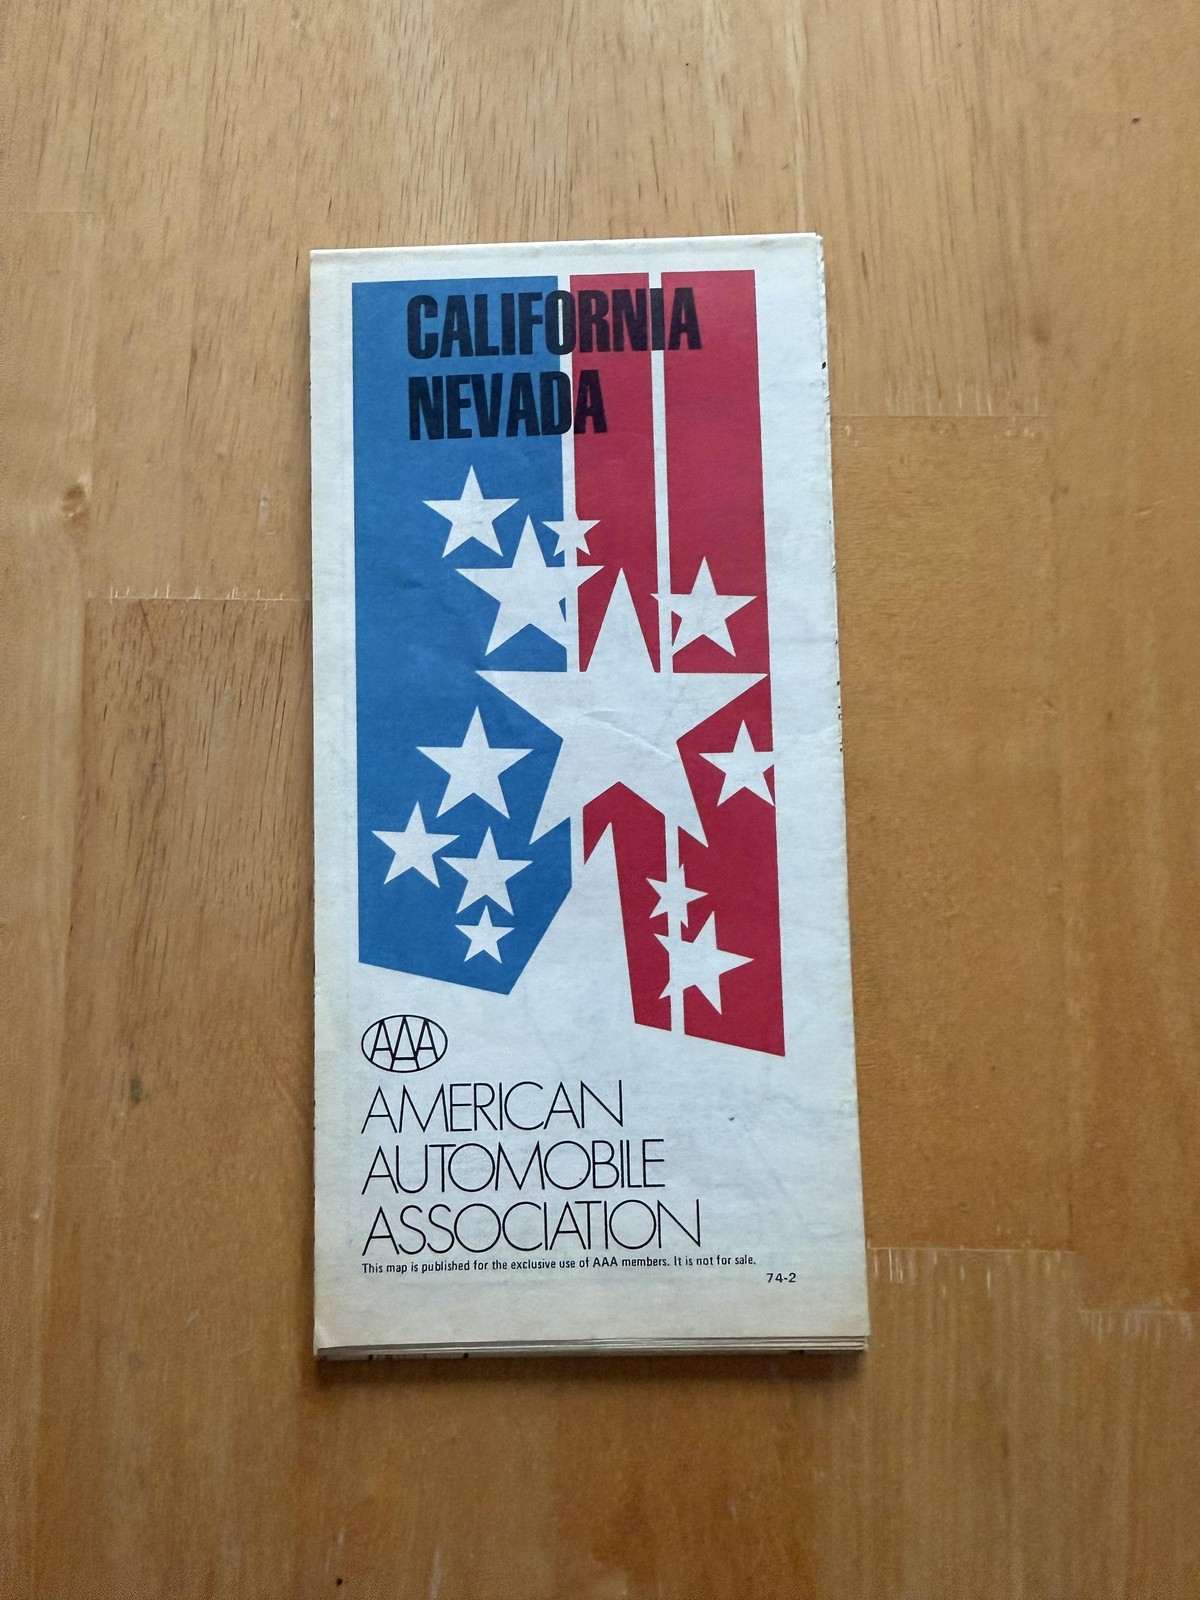 CALIFORNIA
NEVADA
AAA
AMERICAN
AUTOMOBILE
ASSOCIATION
This map is published for the exclusive use of AAA members. It is not for sale.
74-2